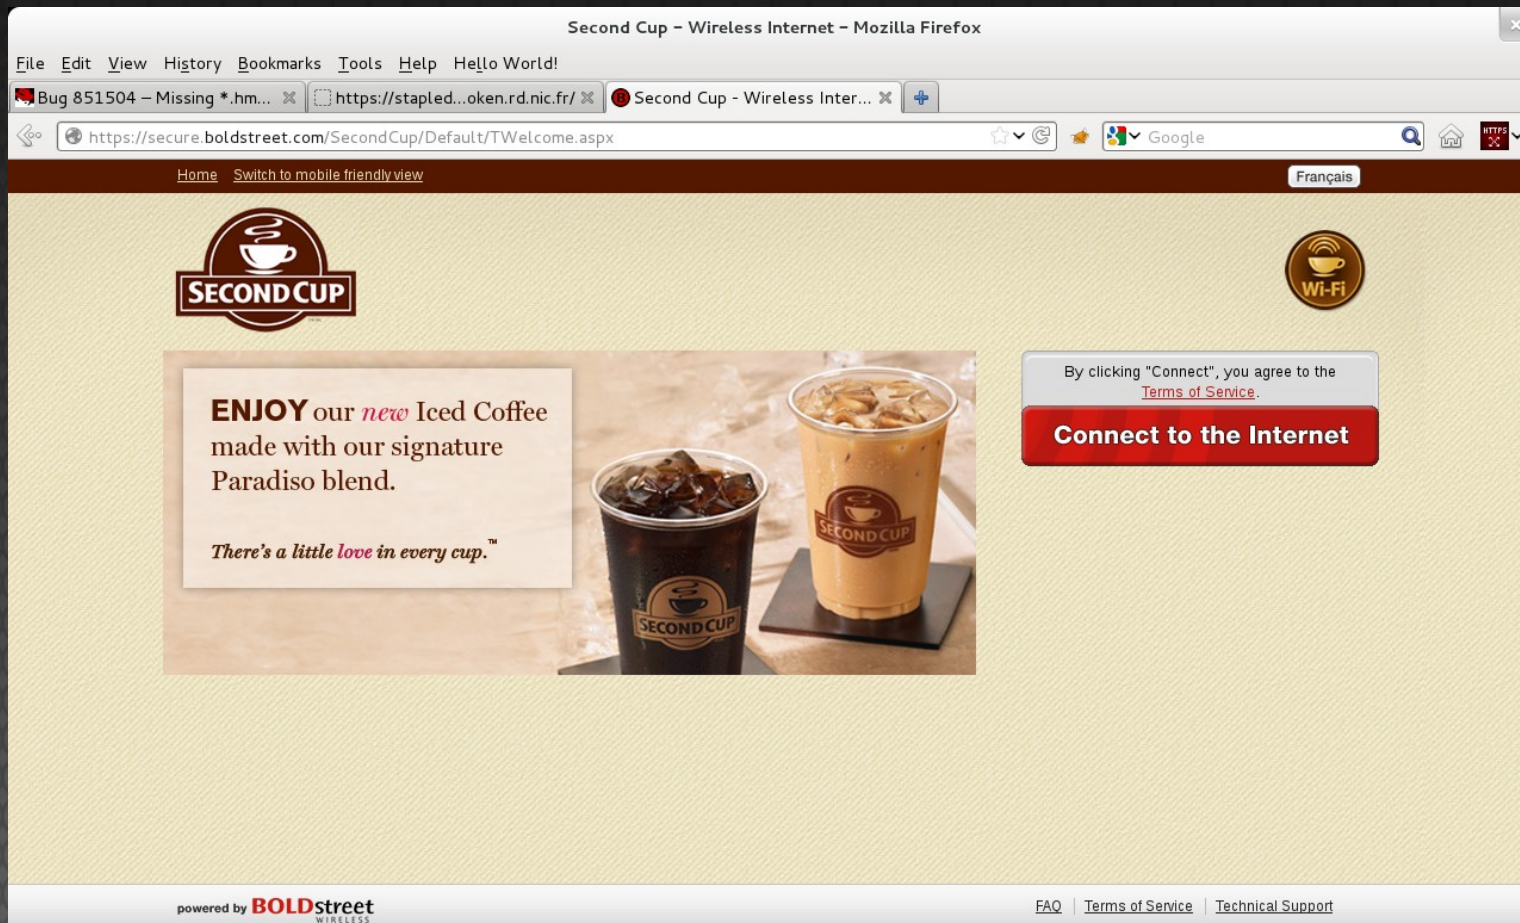 Second Cup – Wireless Internet – Mozilla Firefox
File Edit View History Bookmarks Tools Help Hello World!
Bug 851504 – Missing *.hm... https://stapled...oken.rd.nic.fr/ Second Cup - Wireless Inter...
https://secure.boldstreet.com/SecondCup/Default/TWelcome.aspx Google HTTPS
Home Switch to mobile friendly view Français
SECOND CUP
Wi-Fi
By clicking "Connect", you agree to the
Terms of Service.
Connect to the Internet
ENJOY our new Iced Coffee
made with our signature
Paradiso blend.
There's a little love in every cup.™
SECOND CUP
SECOND CUP
powered by BOLDstreet
WIRELESS
FAQ Terms of Service Technical Support